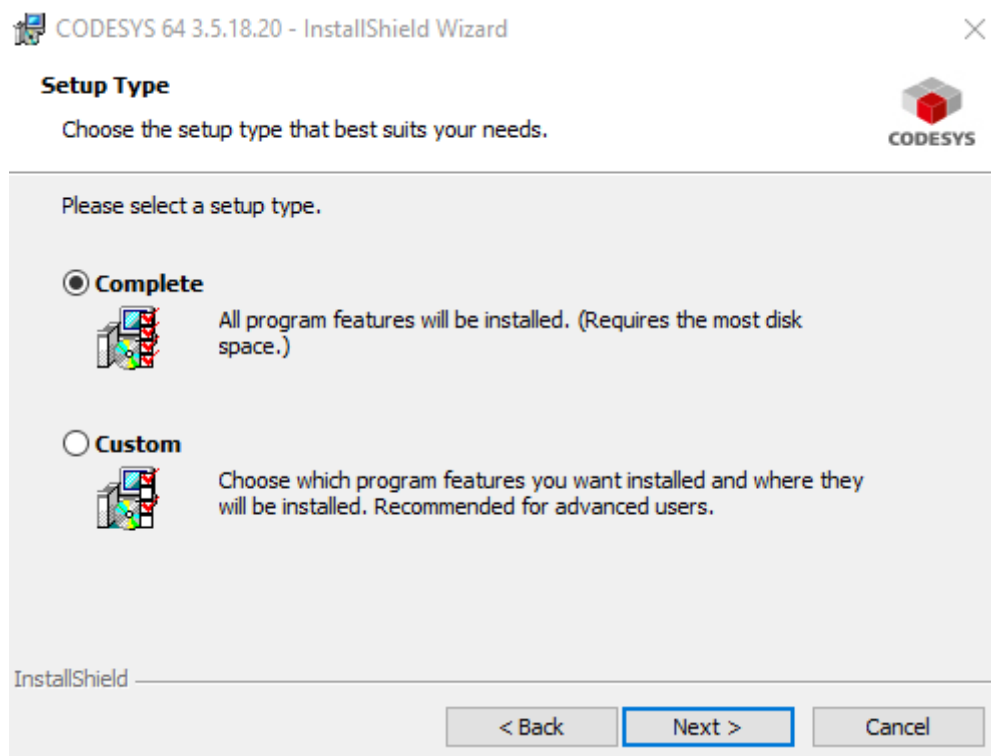 CODESYS 64 3.5.18.20 - InstallShield Wizard
Setup Type
Choose the setup type that best suits your needs.
CODESYS
Please select a setup type.
Complete
All program features will be installed. (Requires the most disk
space.)
Custom
Choose which program features you want installed and where they
will be installed. Recommended for advanced users.
InstallShield
< Back
Next >
Cancel